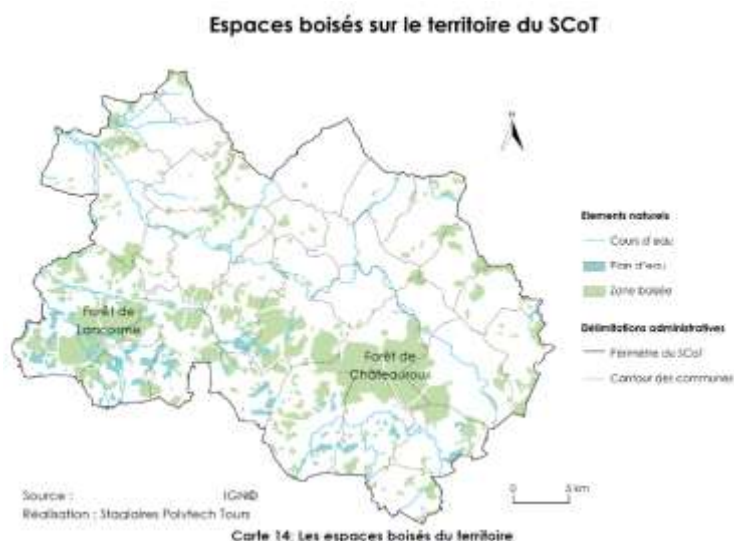 Espaces boisés sur le territoire du SCoT
N
Eléments naturels
Cours d'eau
Plan d'eau
Zone boisée
Délimitations administratives
Périmètre du SCoT
Contour des communes
Forêt de
Lancosme
Forêt de
Châteauroux
0 5 km
Source : IGN©
Réalisation : Stagiaires Polytech Tours
Carte 14: Les espaces boisés du territoire